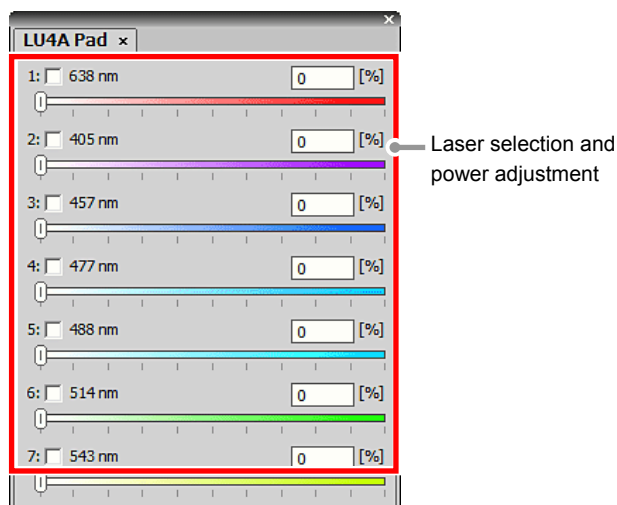 ×
LU4A Pad ×
1: 638 nm 0 [%]
2: 405 nm 0 [%]
Laser selection and
power adjustment
3: 457 nm 0 [%]
4: 477 nm 0 [%]
5: 488 nm 0 [%]
6: 514 nm 0 [%]
7: 543 nm 0 [%]